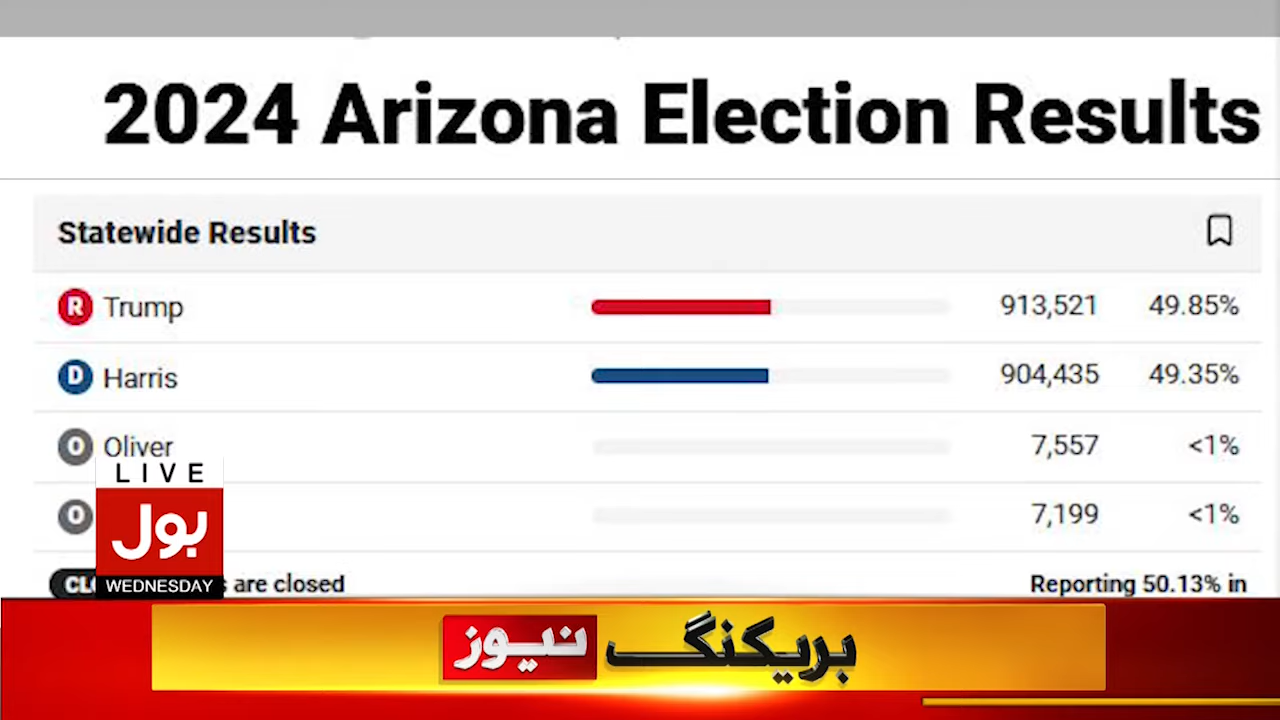 2024 Arizona Election Results
Statewide Results
R Trump 913,521 49.85%
D Harris 904,435 49.35%
O Oliver 7,557 <1%
O 7,199 <1%
are closed Reporting 50.13% in
LIVE
بول
WEDNESDAY
بریکنگ نیوز